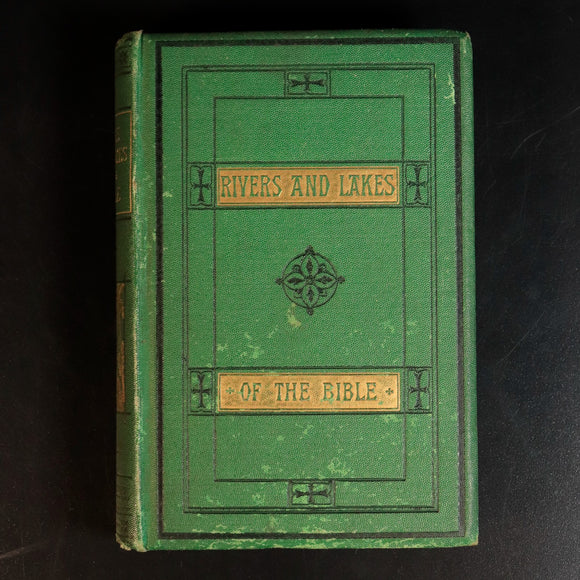 RIVERS AND LAKES
OF THE BIBLE